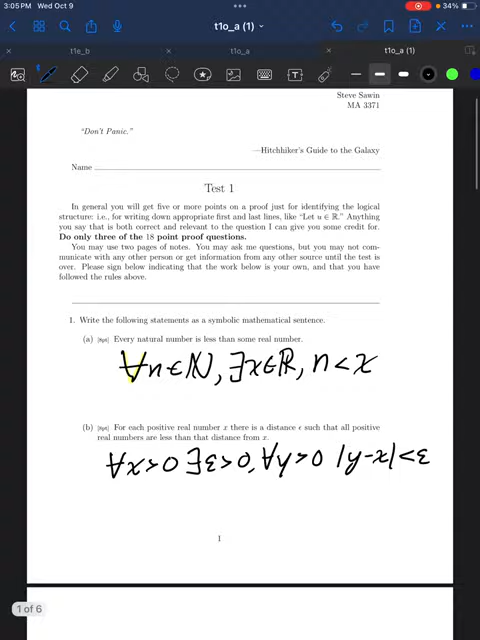 3:05 PM Wed Oct 9
34%
t1o_a (1)
t1e_b
t1o_a
t1o_a (1)
Steve Sawin
MA 3371
“Don't Panic.”
—Hitchhiker's Guide to the Galaxy
Name
Test 1
In general you will get five or more points on a proof just for identifying the logical
structure: i.e., for writing down appropriate first and last lines, like “Let u ∈ ℝ.” Anything
you say that is both correct and relevant to the question I can give you some credit for.
Do only three of the 18 point proof questions.
You may use two pages of notes. You may ask me questions, but you may not com-
municate with any other person or get information from any other source until the test is
over. Please sign below indicating that the work below is your own, and that you have
followed the rules above.
1. Write the following statements as a symbolic mathematical sentence.
(a) [8pt] Every natural number is less than some real number.
∀n∈ℕ, ∃x∈ℝ, n<x
(b) [8pt] For each positive real number x there is a distance ϵ such that all positive
real numbers are less than that distance from x.
∀x>0 ∃ε>0, ∀y>0 |y-x|<ε
1
1 of 6